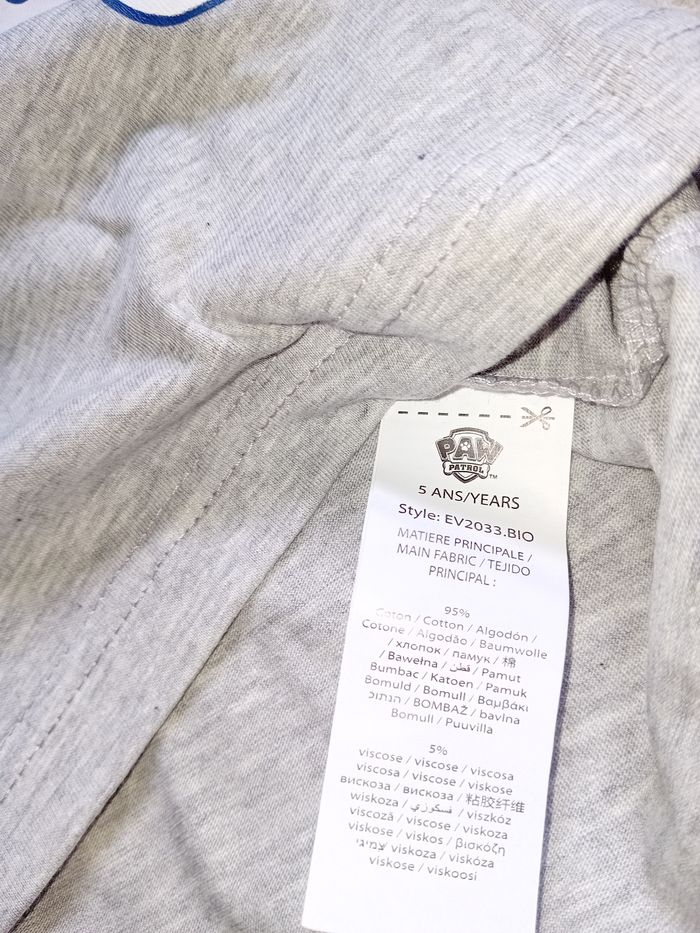 PAW
PATROL TM
5 ANS/YEARS
Style: EV2033.BIO
MATIERE PRINCIPALE /
MAIN FABRIC / TEJIDO
PRINCIPAL :
95%
Coton / Cotton / Algodón /
Cotone / Algodão / Baumwolle
/ хлопок / памук / 棉
/ Bawełna / قطن / Pamut
Bumbac / Katoen / Pamuk
Bomuld / Bomull / Βαμβάκι
הנתוכ / BOMBAŽ / bavlna
Bomull / Puuvilla
5%
viscose / viscose / viscosa
viscosa / viscose / viskose
вискоза / вискоза / 粘胶纤维
wiskoza / فسكوزي / viszkóz
viscoză / viscose / viskoza
viskose / viskos / βισκόζη
viskoza / viskóza
viskose / viskoosi